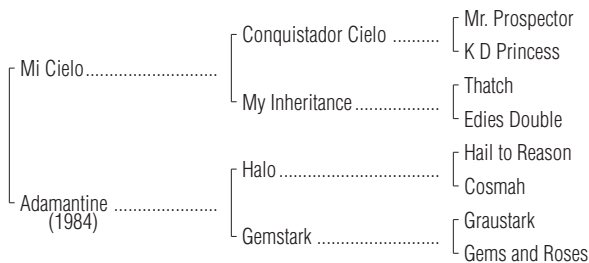 Mr. Prospector
Conquistador Cielo ..........
K D Princess
Mi Cielo............................
Thatch
My Inheritance..................
Edies Double
Hail to Reason
Halo..................................
Cosmah
Adamantine ......................
(1984)
Graustark
Gemstark ..........................
Gems and Roses